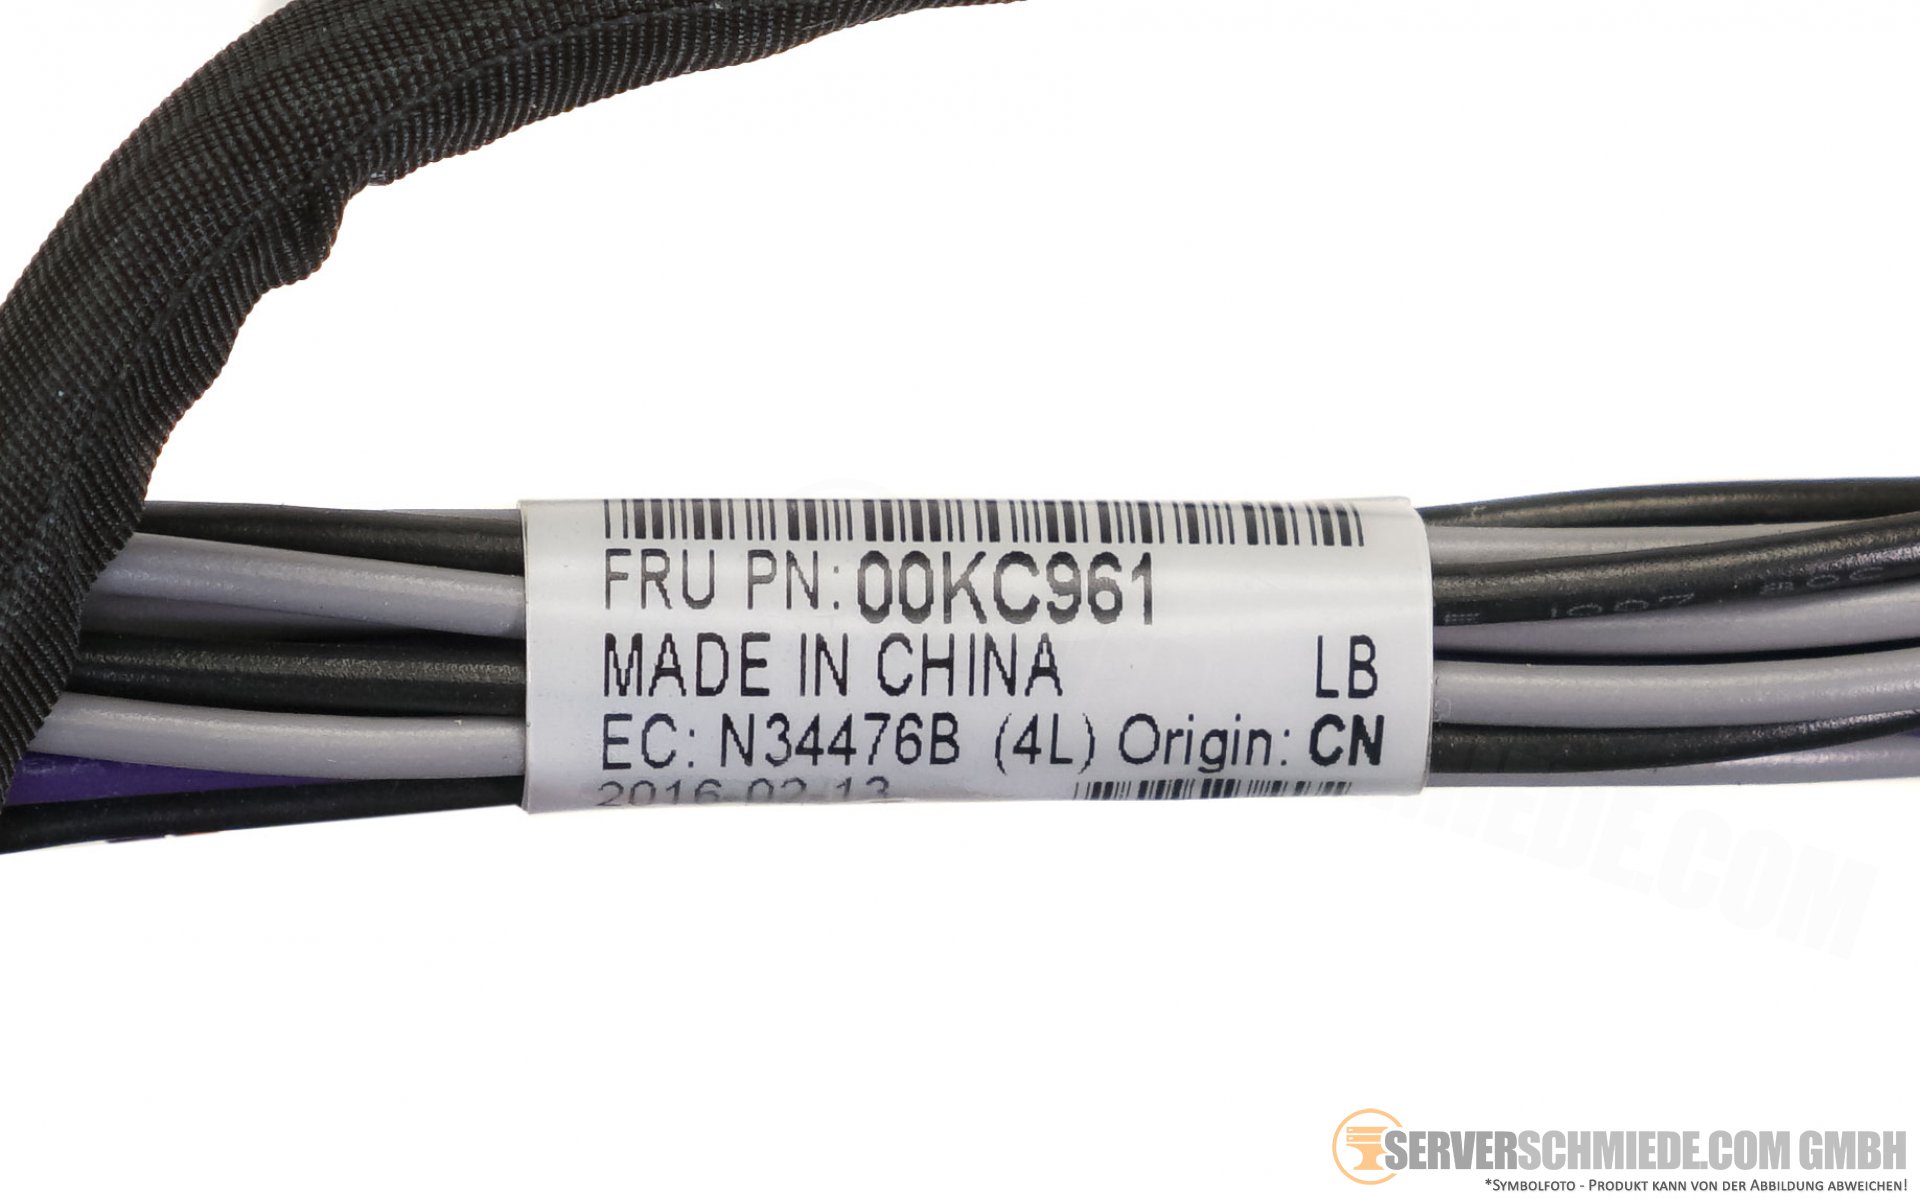 FRU PN: 00KC961
MADE IN CHINA LB
EC: N34476B (4L) Origin: CN
2016 02 13
SERVERSCHMIEDE.COM GMBH
*Symbolfoto - Produkt kann von der Abbildung abweichen!